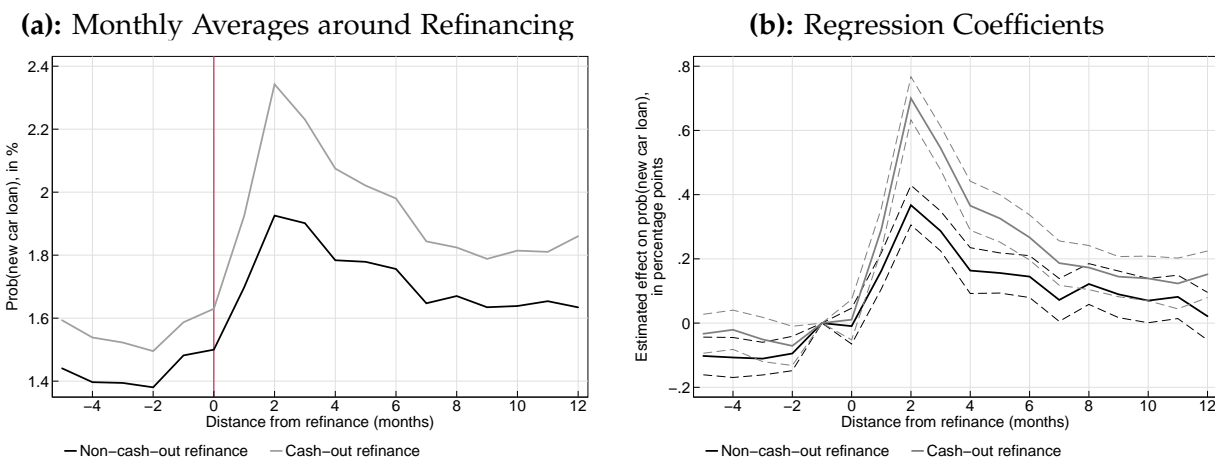 (a): Monthly Averages around Refinancing
2.4
2.2
2
1.8
1.6
1.4
Prob(new car loan), in %
−4 −2 0 2 4 6 8 10 12
Distance from refinance (months)
Non−cash−out refinance Cash−out refinance
(b): Regression Coefficients
.8
.6
.4
.2
0
−.2
Estimated effect on prob(new car loan),
in percentage points
−4 −2 0 2 4 6 8 10 12
Distance from refinance (months)
Non−cash−out refinance Cash−out refinance